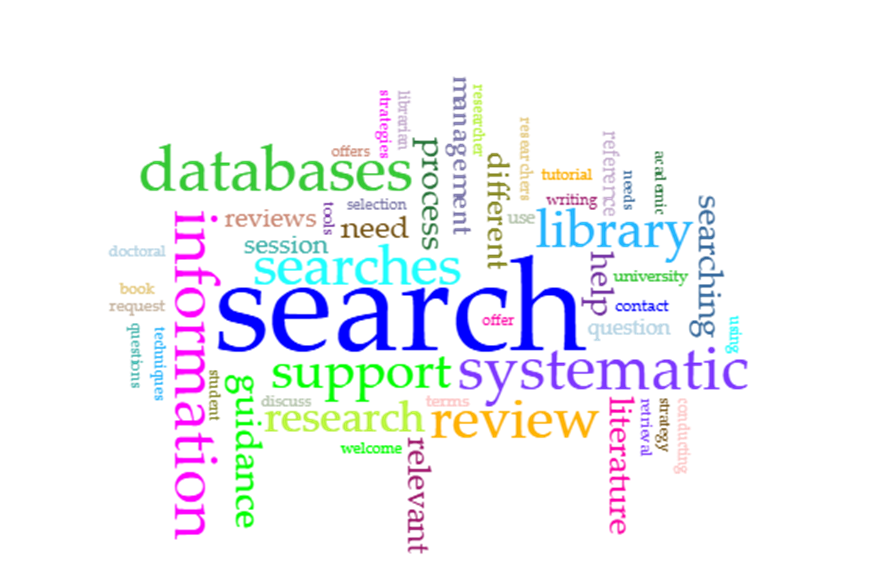 strategies
librarian
management
researcher
researchers
offers
process
different
tutorial
reference
needs
academic
databases
writing
selection
tools
reviews
need
use
library
searching
information
session
doctoral
searches
help
university
search
book
request
offer
contact
question
using
questions
techniques
support
systematic
student
guidance
discuss
terms
research
review
literature
retrieval
strategy
conducting
welcome
relevant